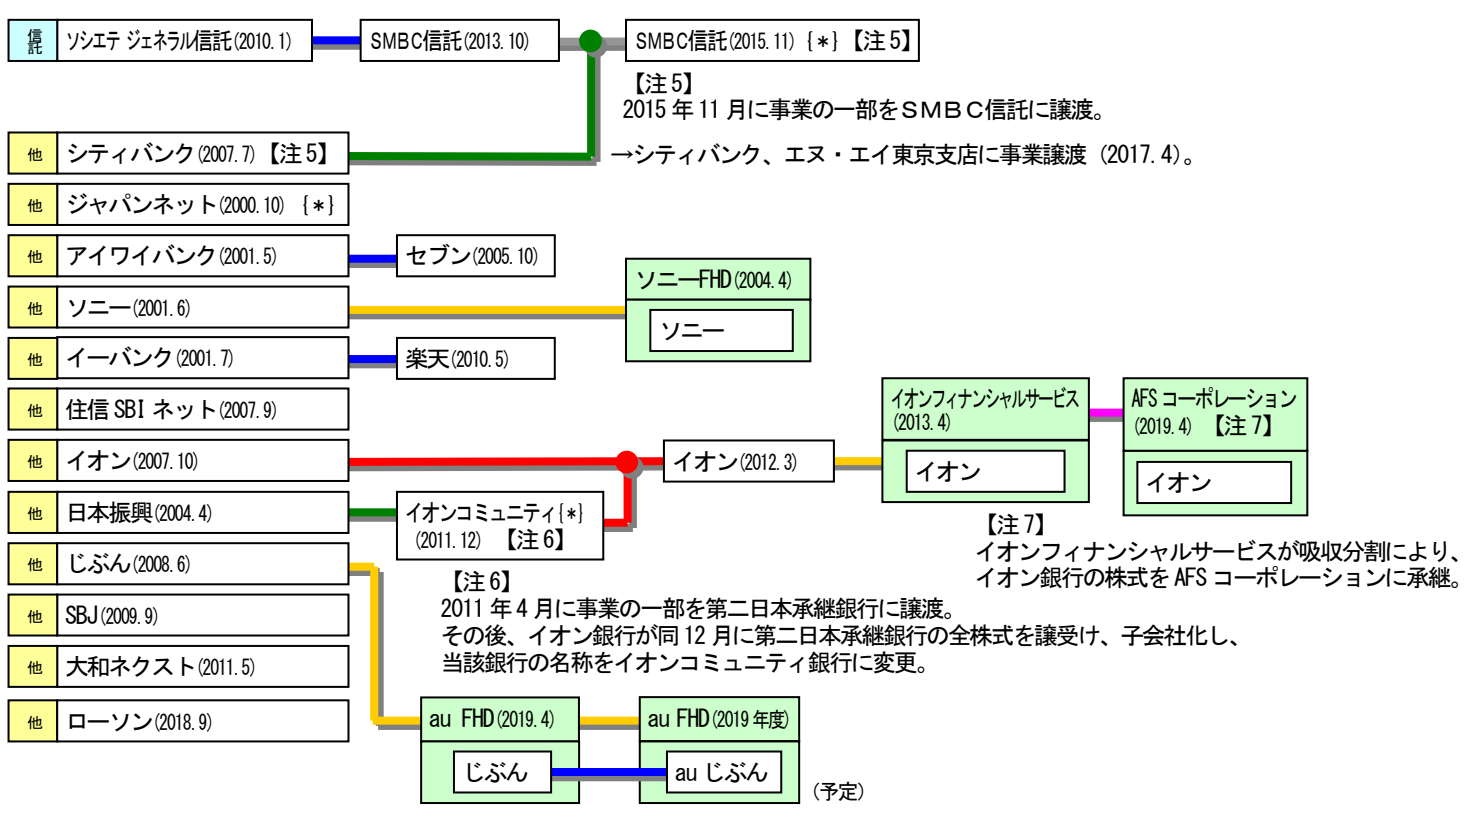 信託 ソシエテ ジェネラル信託(2010.1) SMBC信託(2013.10) SMBC信託(2015.11) {*} 【注5】
【注5】
2015年11月に事業の一部をSMBC信託に譲渡。
他 シティバンク(2007.7)【注5】 →シティバンク、エヌ・エイ東京支店に事業譲渡 (2017.4)。
他 ジャパンネット(2000.10) {*}
他 アイワイバンク(2001.5) セブン(2005.10)
ソニーFHD(2004.4)
他 ソニー(2001.6)
ソニー
他 イーバンク(2001.7) 楽天(2010.5)
他 住信SBI ネット(2007.9)
イオンフィナンシャルサービス
(2013.4)
AFSコーポレーション
(2019.4) 【注7】
他 イオン(2007.10) イオン(2012.3)
イオン
イオン
他 日本振興(2004.4) イオンコミュニティ{*}
(2011.12) 【注6】
【注7】
イオンフィナンシャルサービスが吸収分割により、
イオン銀行の株式をAFSコーポレーションに承継。
他 じぶん(2008.6)
【注6】
2011年4月に事業の一部を第二日本承継銀行に譲渡。
その後、イオン銀行が同12月に第二日本承継銀行の全株式を譲受け、子会社化し、
当該銀行の名称をイオンコミュニティ銀行に変更。
他 SBJ(2009.9)
他 大和ネクスト(2011.5)
他 ローソン(2018.9)
au FHD(2019.4) au FHD(2019年度)
じぶん auじぶん
(予定)